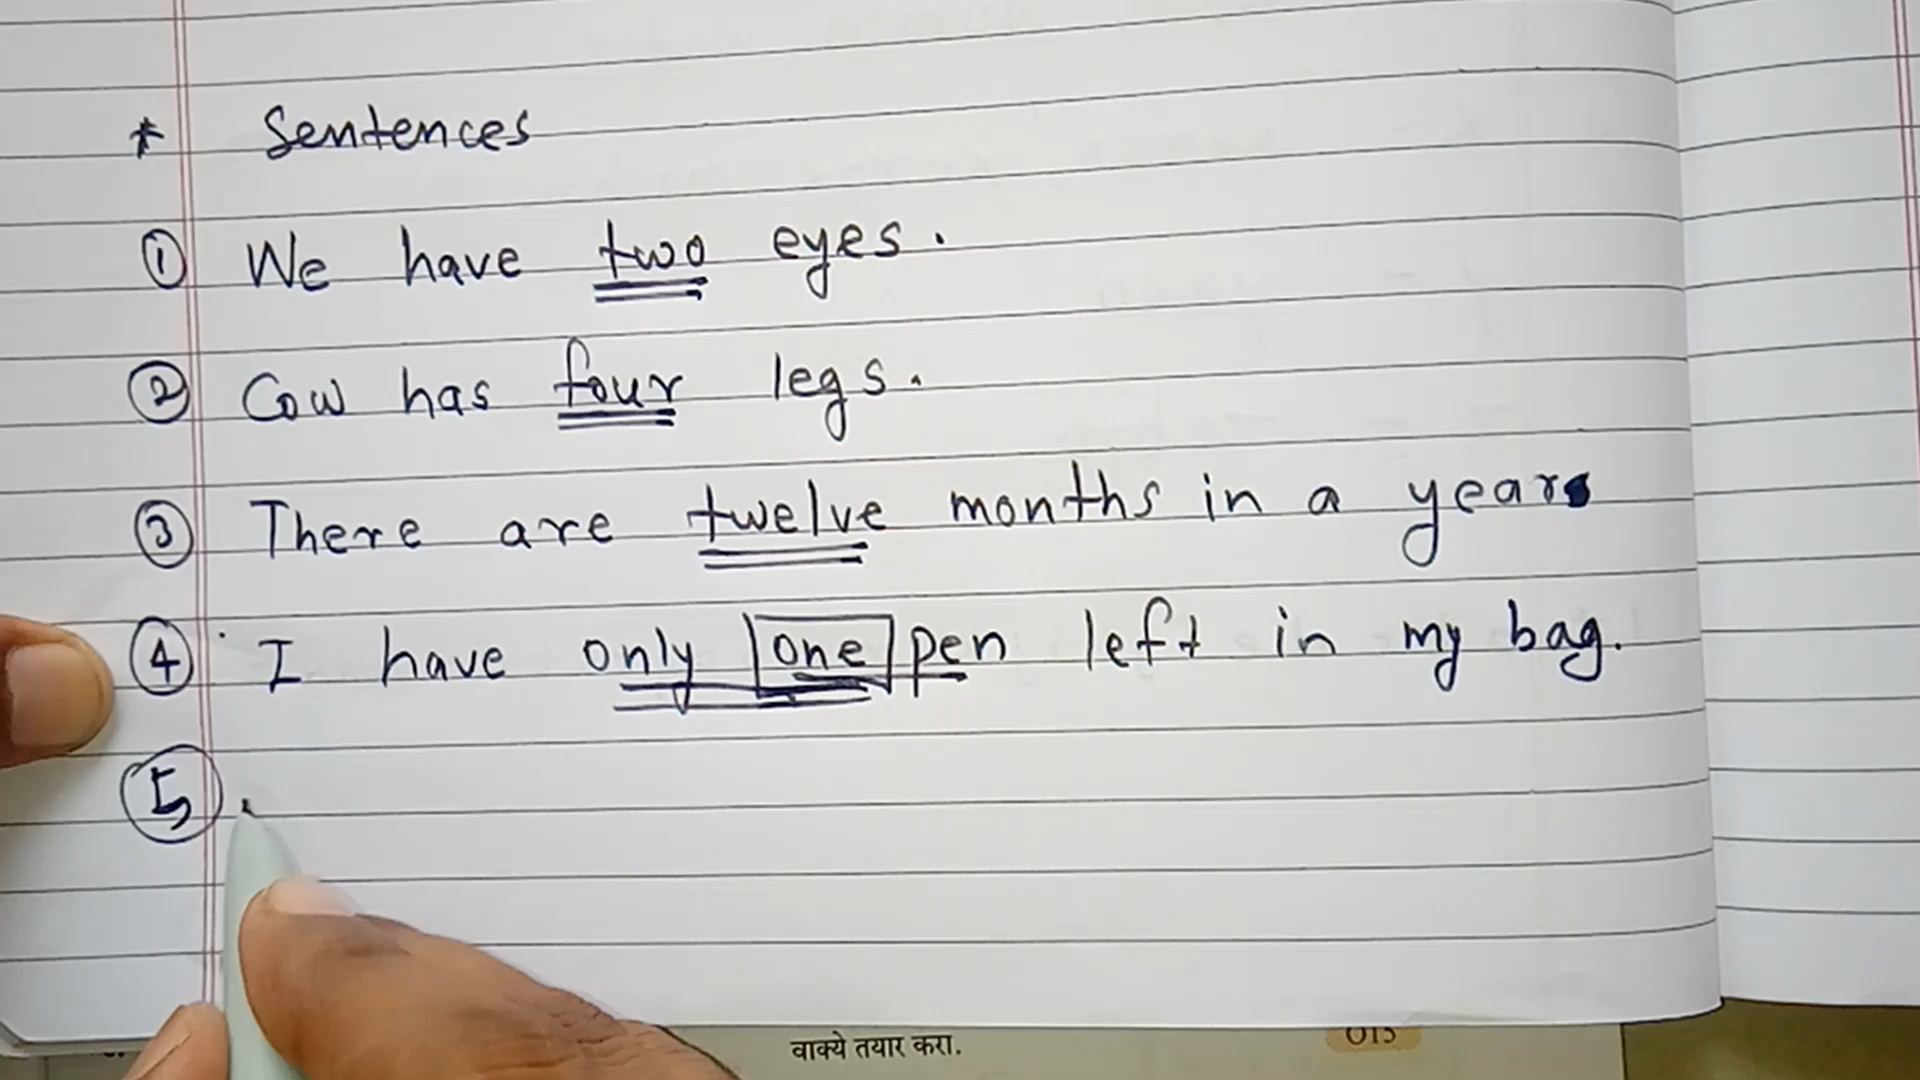 * Sentences
① We have two eyes.
② Cow has four legs.
③ There are twelve months in a year
④ I have only one pen left in my bag.
⑤
वाक्ये तयार करा.